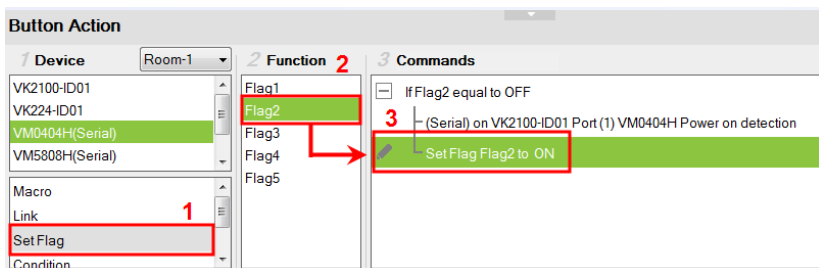 Button Action
1 Device
Room-1
VK2100-ID01
VK224-ID01
VM0404H(Serial)
VM5808H(Serial)
Macro
Link
1
Set Flag
Condition
2 Function
2
Flag1
Flag2
Flag3
Flag4
Flag5
3 Commands
If Flag2 equal to OFF
3
(Serial) on VK2100-ID01 Port (1) VM0404H Power on detection
Set Flag Flag2 to ON